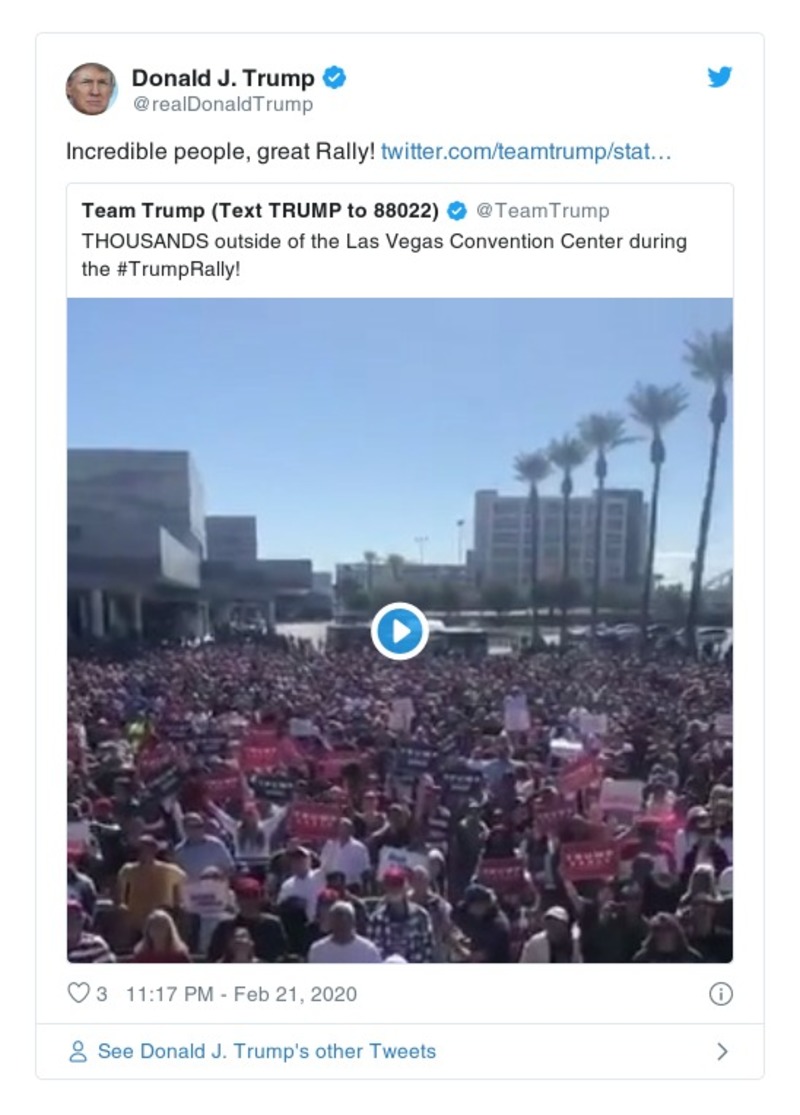 Donald J. Trump
@realDonaldTrump
Incredible people, great Rally! twitter.com/teamtrump/stat…
Team Trump (Text TRUMP to 88022) @TeamTrump
THOUSANDS outside of the Las Vegas Convention Center during
the #TrumpRally!
TRUMP
TRUMP
3 11:17 PM - Feb 21, 2020
See Donald J. Trump's other Tweets